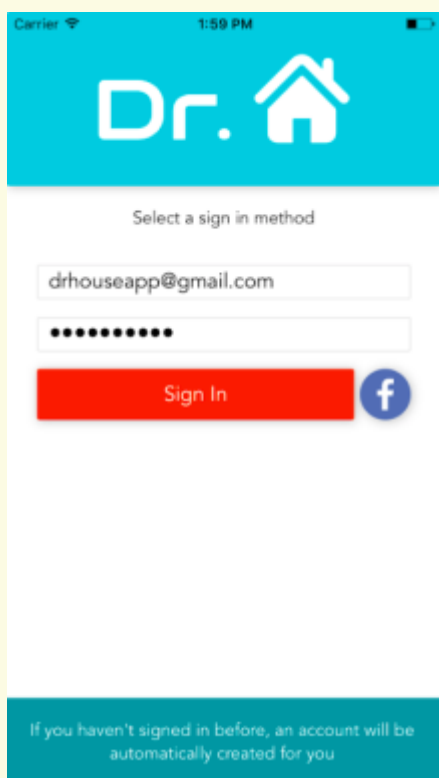 Carrier 1:59 PM
Dr.
Select a sign in method
drhouseapp@gmail.com
••••••••••
Sign In
f
If you haven't signed in before, an account will be
automatically created for you